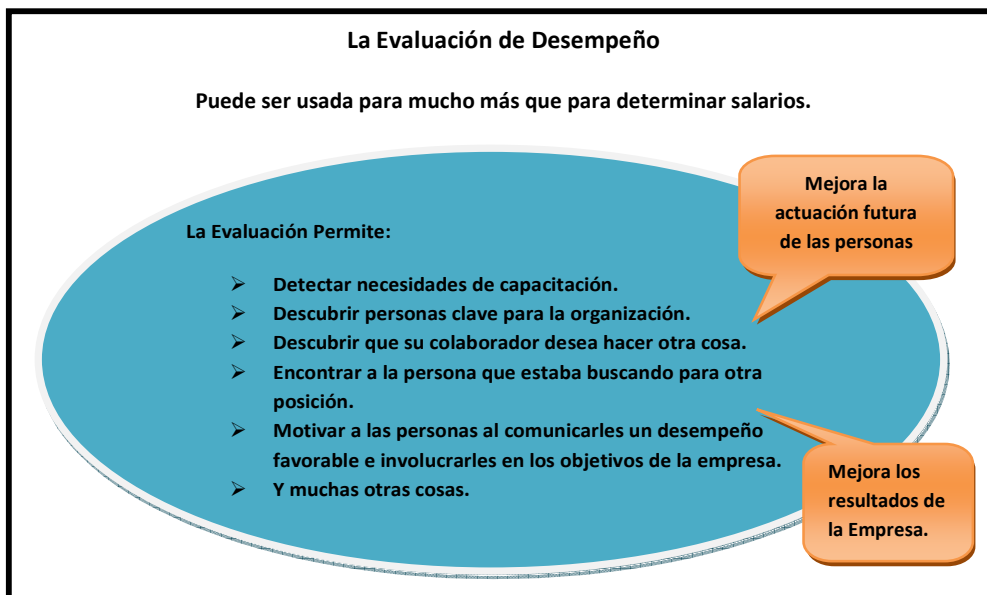 La Evaluación de Desempeño
Puede ser usada para mucho más que para determinar salarios.
La Evaluación Permite:
Detectar necesidades de capacitación.
Descubrir personas clave para la organización.
Descubrir que su colaborador desea hacer otra cosa.
Encontrar a la persona que estaba buscando para otra
posición.
Motivar a las personas al comunicarles un desempeño
favorable e involucrarles en los objetivos de la empresa.
Y muchas otras cosas.
Mejora la
actuación futura
de las personas
Mejora los
resultados de
la Empresa.